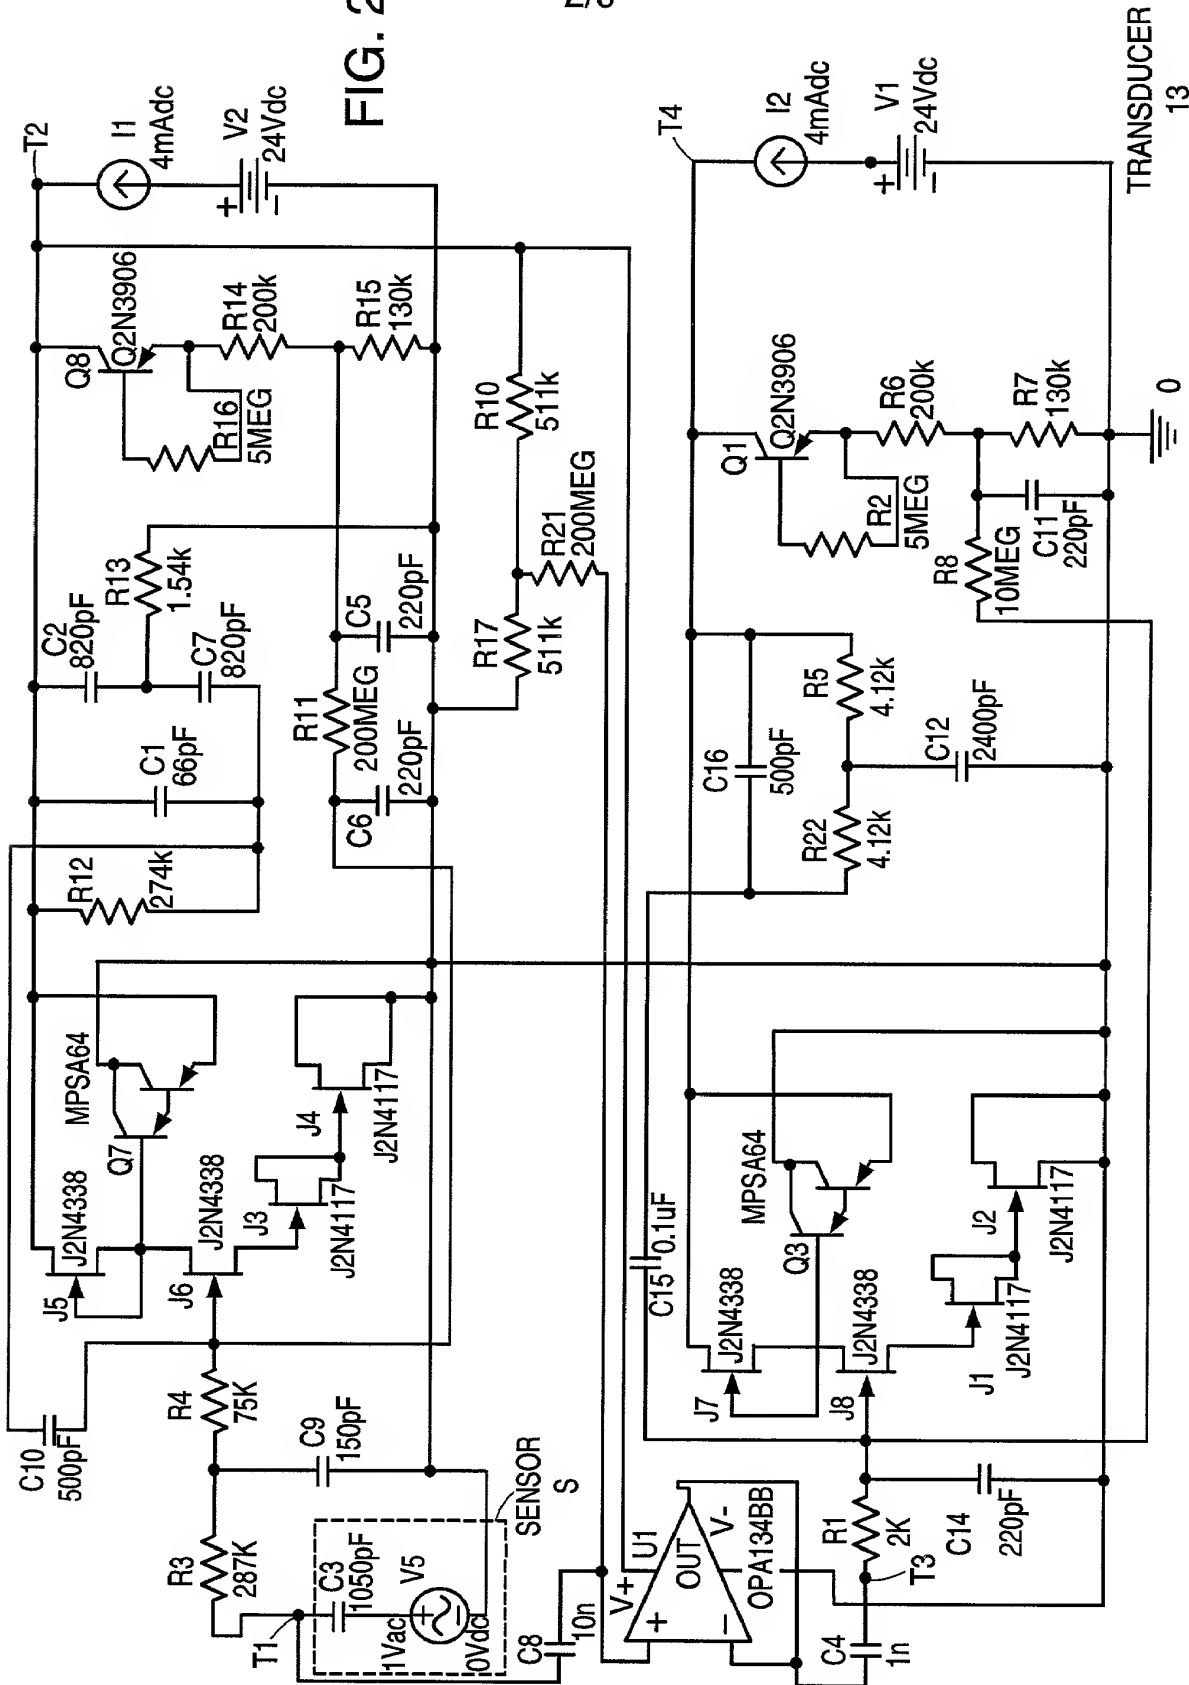 2/8
FIG. 2
T2
I1
4mAdc
V2
24Vdc
+
-
Q8
Q2N3906
R14
200k
R15
130k
R16
5MEG
C2
820pF
R13
1.54k
C7
820pF
C1
66pF
R12
274k
R11
200MEG
C5
220pF
C6
220pF
R10
511k
R21
200MEG
R17
511k
MPSA64
Q7
J2N4338
J5
J2N4338
J6
J3
J2N4117
J4
J2N4117
C10
500pF
R4
75K
C9
150pF
R3
287K
SENSOR
S
T1
C3
1050pF
V5
1Vac
0Vdc
+
-
C8
10n
T4
I2
4mAdc
V1
24Vdc
+
-
TRANSDUCER
13
Q1
Q2N3906
R6
200k
R7
130k
R2
5MEG
R8
10MEG
C11
220pF
0
C16
500pF
R5
4.12k
R22
4.12k
C12
2400pF
C15
0.1uF
MPSA64
Q3
J7
J2N4338
J8
J2N4338
J1
J2N4117
J2
J2N4117
V+
U1
+
-
OUT
V-
OPA134BB
R1
2K
T3
C14
220pF
C4
1n